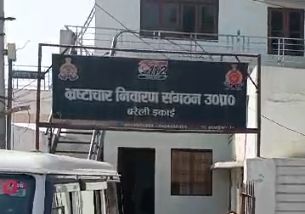 भ्रष्टाचार निवारण संगठन उ०प्र०
बरेली इकाई